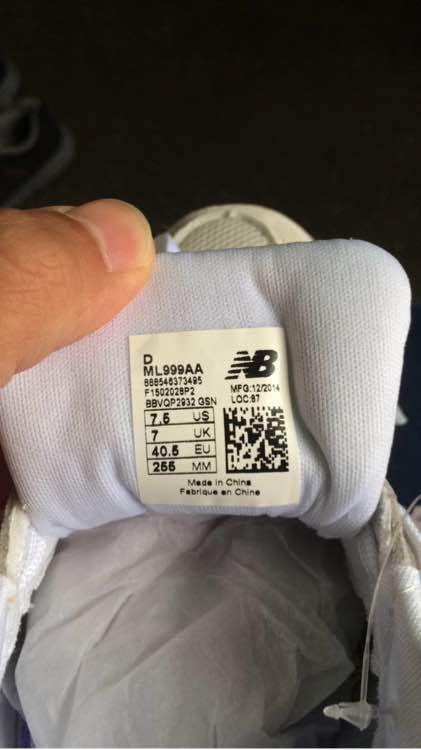 D
ML999AA
888546373495
F1502028P2
BBVQP2932 GSN
NB
MFG:12/2014
LOC:87
7.5 US
7 UK
40.5 EU
255 MM
Made in China
Fabrique en Chine